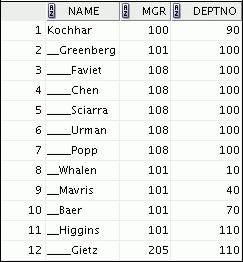 NAME MGR DEPTNO
1 Kochhar 100 90
2 __Greenberg 101 100
3 ____Faviet 108 100
4 ____Chen 108 100
5 ____Sciarra 108 100
6 ____Urman 108 100
7 ____Popp 108 100
8 __Whalen 101 10
9 __Mavris 101 40
10 __Baer 101 70
11 __Higgins 101 110
12 ____Gietz 205 110